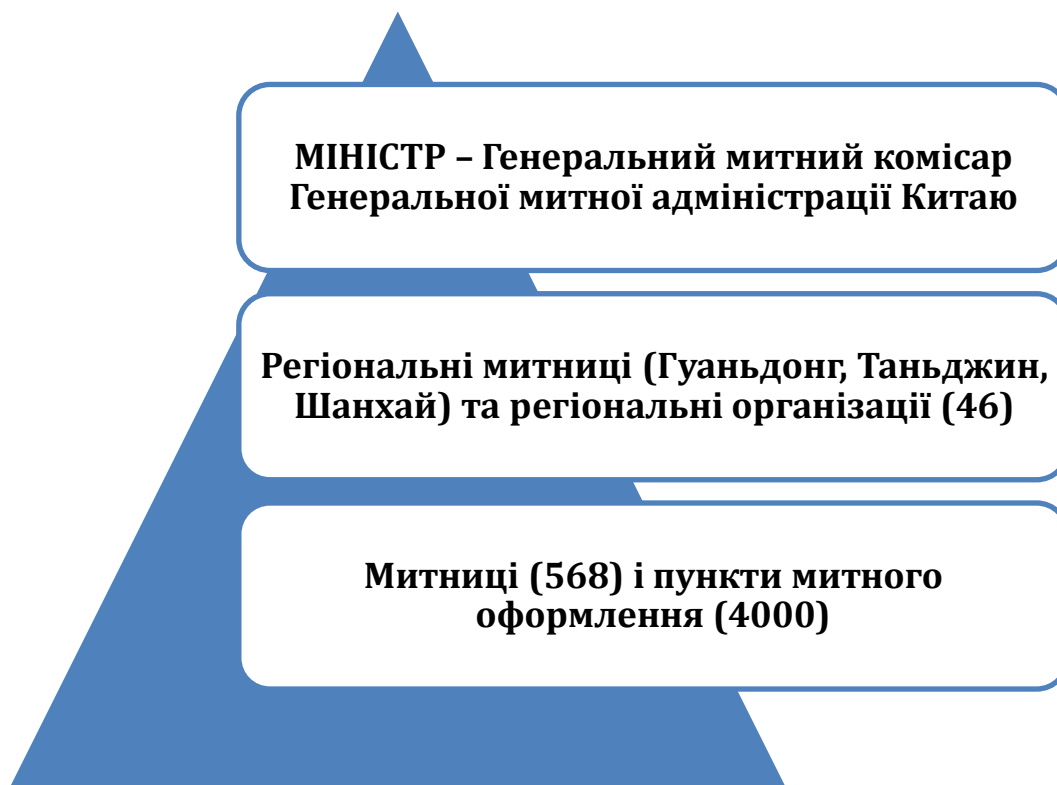 МІНІСТР – Генеральний митний комісар
Генеральної митної адміністрації Китаю
Регіональні митниці (Гуаньдонг, Таньджин,
Шанхай) та регіональні організації (46)
Митниці (568) і пункти митного
оформлення (4000)